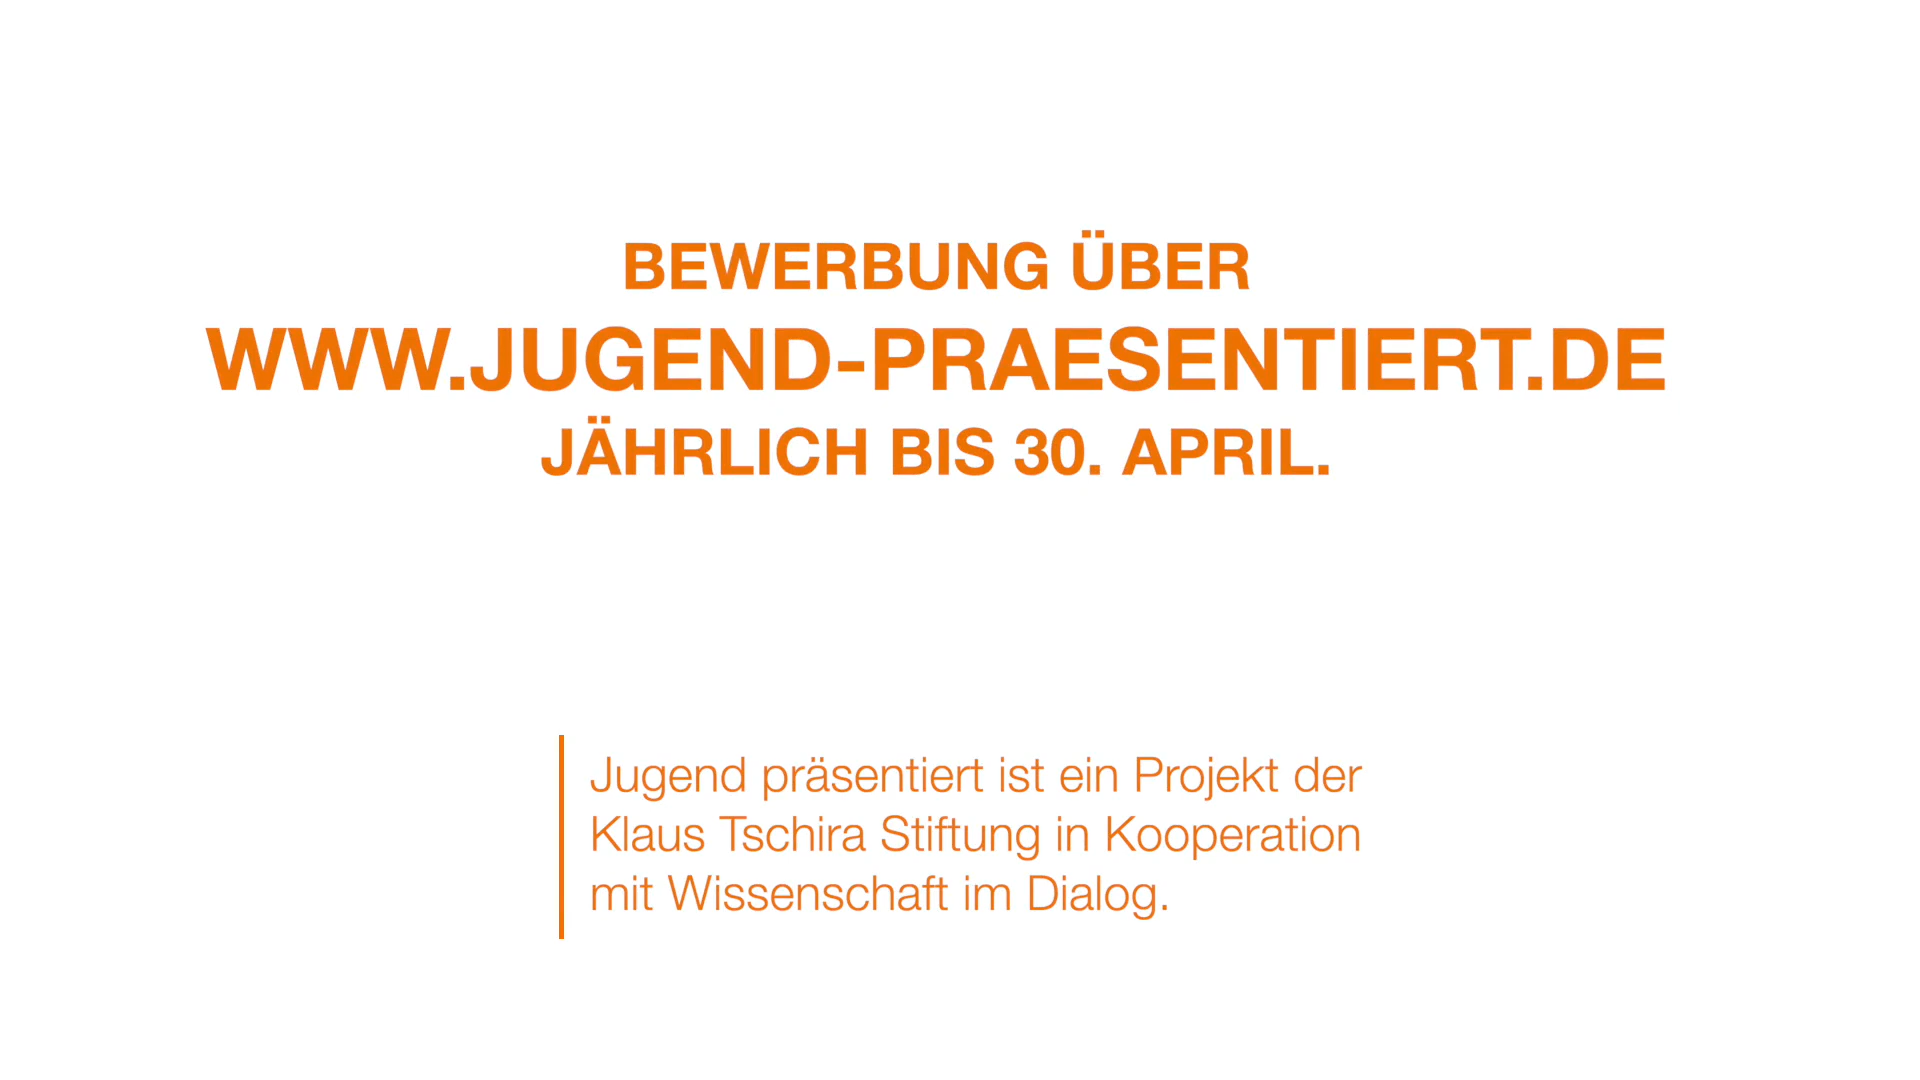 BEWERBUNG ÜBER
WWW.JUGEND-PRAESENTIERT.DE
JÄHRLICH BIS 30. APRIL.
Jugend präsentiert ist ein Projekt der
Klaus Tschira Stiftung in Kooperation
mit Wissenschaft im Dialog.